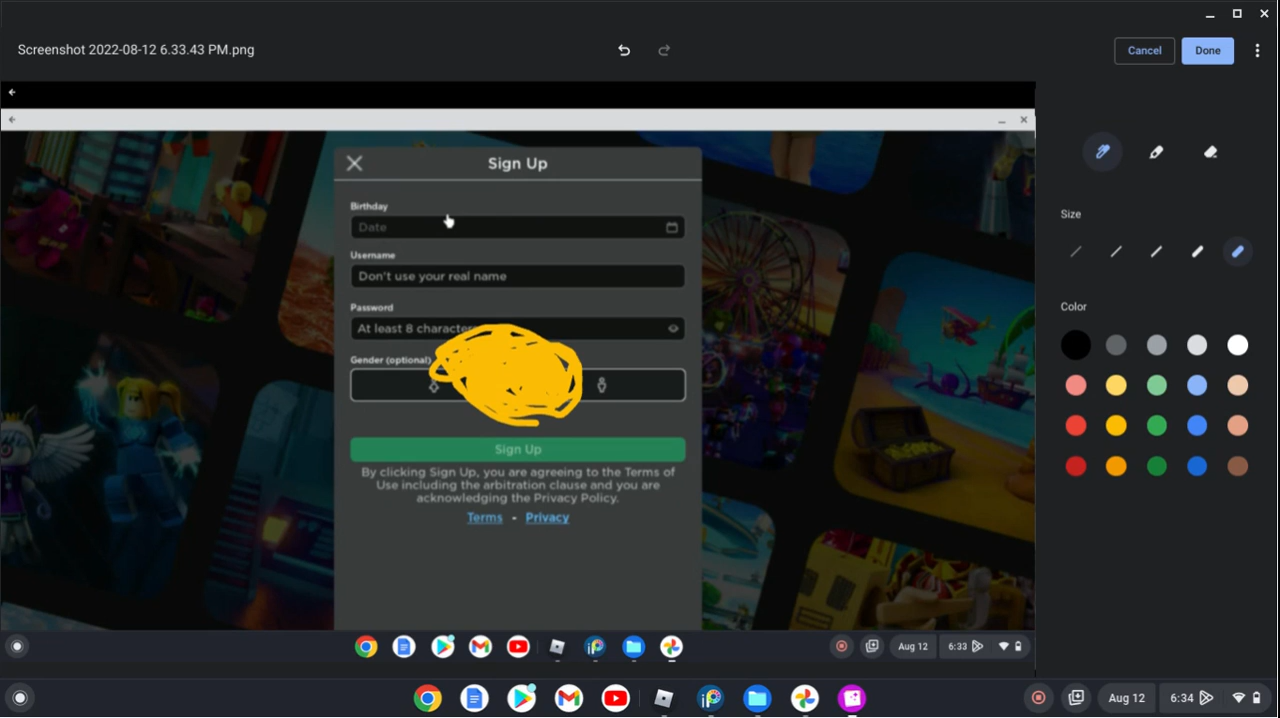 Screenshot 2022-08-12 6.33.43 PM.png
Cancel
Done
Sign Up
Birthday
Date
Username
Don't use your real name
Password
At least 8 character
Gender (optional)
Sign Up
By clicking Sign Up, you are agreeing to the Terms of
Use including the arbitration clause and you are
acknowledging the Privacy Policy.
Terms - Privacy
Size
Color
Aug 12
6:33
Aug 12
6:34